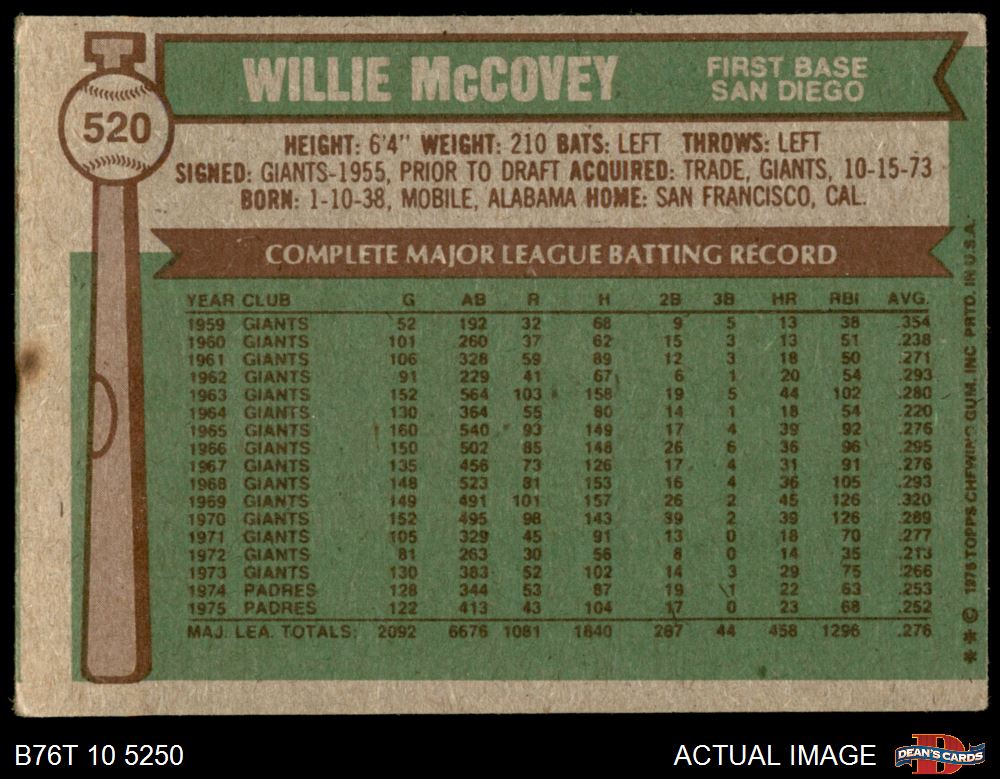 520
WILLIE McCOVEY
FIRST BASE
SAN DIEGO
HEIGHT: 6'4" WEIGHT: 210 BATS: LEFT THROWS: LEFT
SIGNED: GIANTS-1955, PRIOR TO DRAFT ACQUIRED: TRADE, GIANTS, 10-15-73
BORN: 1-10-38, MOBILE, ALABAMA HOME: SAN FRANCISCO, CAL.
COMPLETE MAJOR LEAGUE BATTING RECORD
YEAR CLUB G AB R H 2B 3B HR RBI AVG.
1959 GIANTS 52 192 32 68 9 5 13 38 .354
1960 GIANTS 101 260 37 62 15 3 13 51 .238
1961 GIANTS 106 328 59 89 12 3 18 50 .271
1962 GIANTS 91 229 41 67 6 1 20 54 .293
1963 GIANTS 152 564 103 158 19 5 44 102 .280
1964 GIANTS 130 364 55 80 14 1 18 54 .220
1965 GIANTS 160 540 93 149 17 4 39 92 .276
1966 GIANTS 150 502 85 148 26 6 36 96 .295
1967 GIANTS 135 456 73 126 17 4 31 91 .276
1968 GIANTS 148 523 81 153 16 4 36 105 .293
1969 GIANTS 149 491 101 157 26 2 45 126 .320
1970 GIANTS 152 495 98 143 39 2 39 126 .289
1971 GIANTS 105 329 45 91 13 0 18 70 .277
1972 GIANTS 81 263 30 56 8 0 14 35 .213
1973 GIANTS 130 383 52 102 14 3 29 75 .266
1974 PADRES 128 344 53 87 19 1 22 63 .253
1975 PADRES 122 413 43 104 17 0 23 68 .252
MAJ. LEA. TOTALS: 2092 6676 1081 1840 287 44 458 1296 .276
* * © 1976 TOPPS CHEWING GUM, INC. PRTD. IN U.S.A.
B76T 10 5250
ACTUAL IMAGE
DEAN'S CARDS